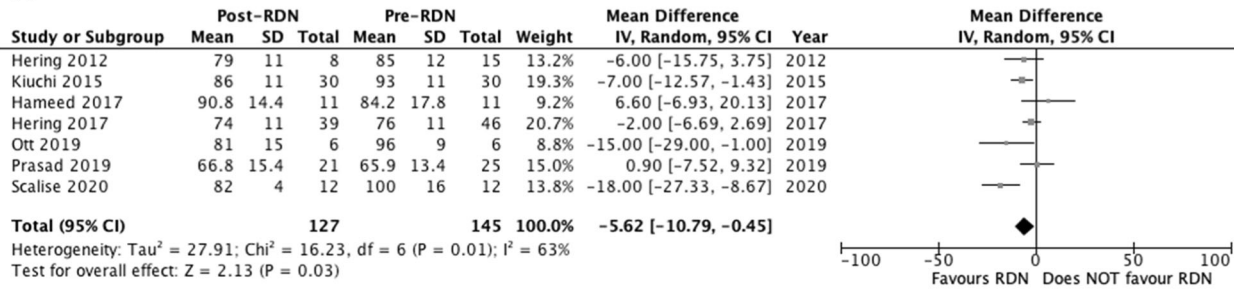 Post-RDN Pre-RDN Mean Difference Mean Difference
Study or Subgroup Mean SD Total Mean SD Total Weight IV, Random, 95% CI Year IV, Random, 95% CI
Hering 2012 79 11 8 85 12 15 13.2% -6.00 [-15.75, 3.75] 2012
Kiuchi 2015 86 11 30 93 11 30 19.3% -7.00 [-12.57, -1.43] 2015
Hameed 2017 90.8 14.4 11 84.2 17.8 11 9.2% 6.60 [-6.93, 20.13] 2017
Hering 2017 74 11 39 76 11 46 20.7% -2.00 [-6.69, 2.69] 2017
Ott 2019 81 15 6 96 9 6 8.8% -15.00 [-29.00, -1.00] 2019
Prasad 2019 66.8 15.4 21 65.9 13.4 25 15.0% 0.90 [-7.52, 9.32] 2019
Scalise 2020 82 4 12 100 16 12 13.8% -18.00 [-27.33, -8.67] 2020
Total (95% CI) 127 145 100.0% -5.62 [-10.79, -0.45]
Heterogeneity: Tau² = 27.91; Chi² = 16.23, df = 6 (P = 0.01); I² = 63%
Test for overall effect: Z = 2.13 (P = 0.03)
-100 -50 0 50 100
Favours RDN Does NOT favour RDN